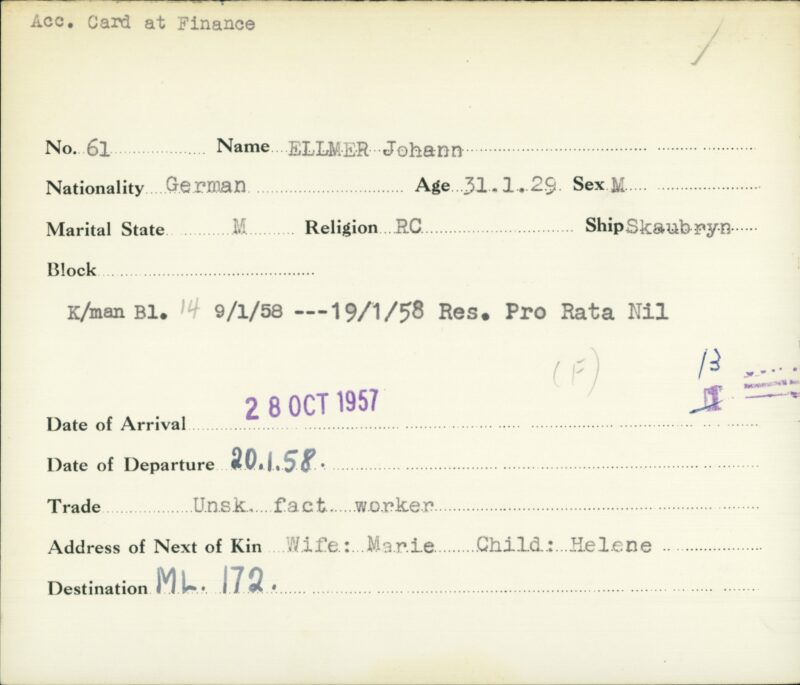 Acc. Card at Finance
No. 61 Name ELLMER Johann
Nationality German Age 31.1.29 Sex M
Marital State M Religion RC Ship Skaubryn
Block
K/man Bl. 14 9/1/58 ---19/1/58 Res. Pro Rata Nil
(F) 13
Date of Arrival 28 OCT 1957
Date of Departure 20.1.58.
Trade Unsk. fact worker
Address of Next of Kin Wife: Marie Child: Helene
Destination ML. 172.